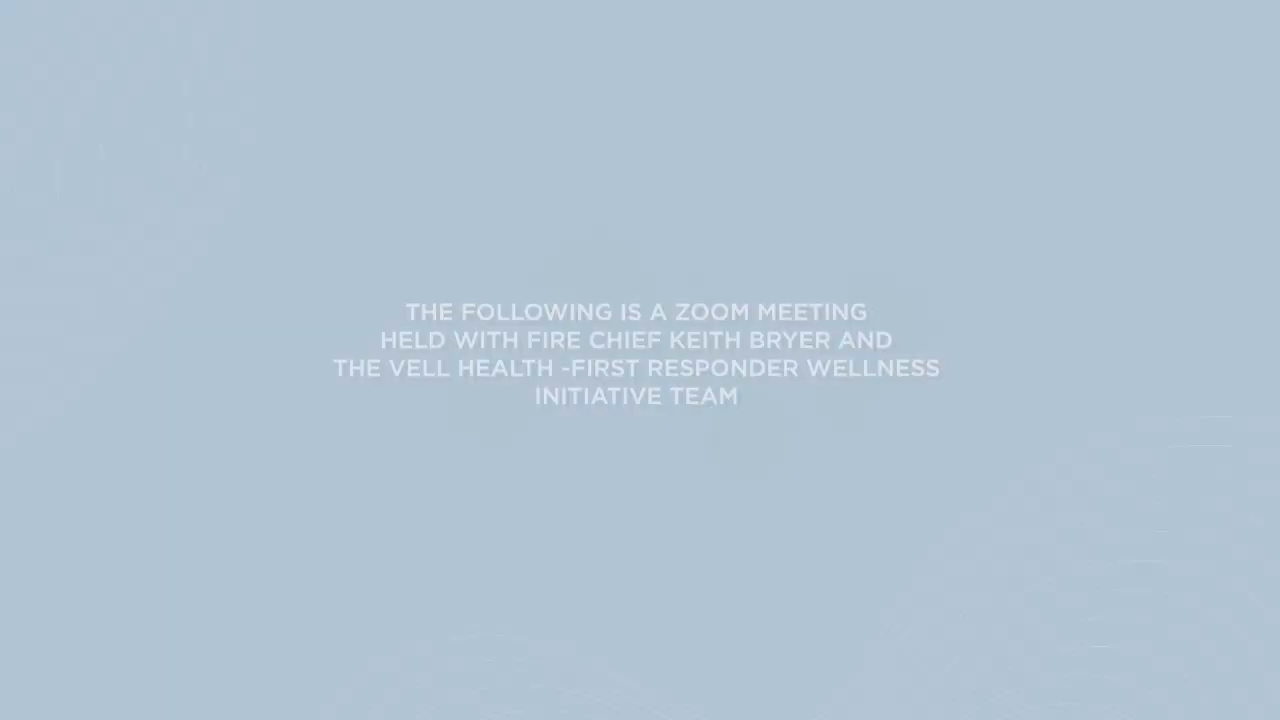 THE FOLLOWING IS A ZOOM MEETING
HELD WITH FIRE CHIEF KEITH BRYER AND
THE VELL HEALTH -FIRST RESPONDER WELLNESS
INITIATIVE TEAM